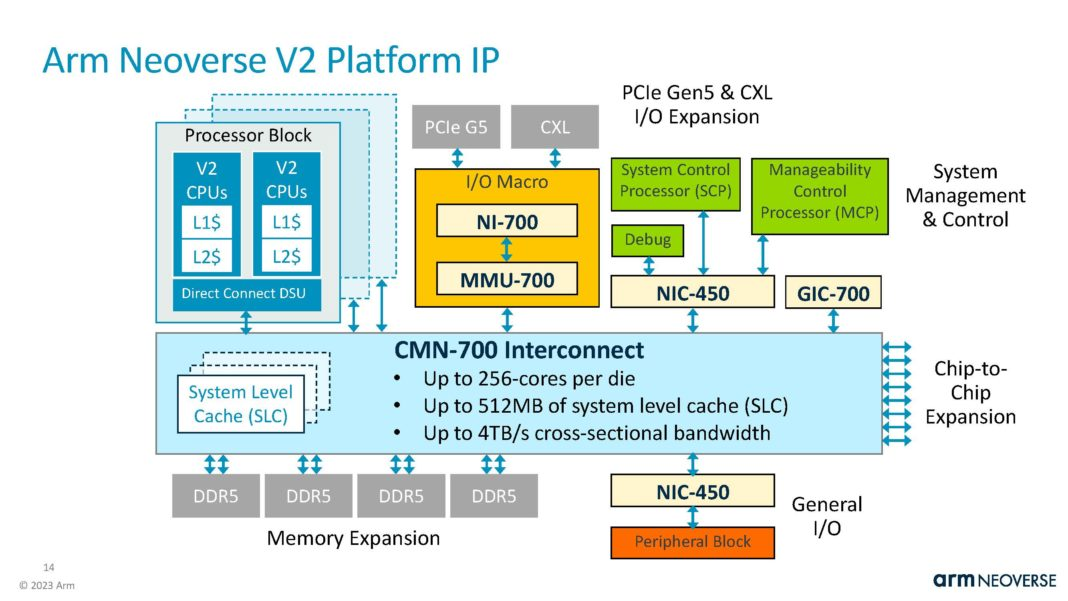 Arm Neoverse V2 Platform IP
Processor Block
V2
CPUs
L1$
L2$
V2
CPUs
L1$
L2$
Direct Connect DSU
PCIe G5
CXL
I/O Macro
NI-700
MMU-700
PCIe Gen5 & CXL
I/O Expansion
System Control
Processor (SCP)
Manageability
Control
Processor (MCP)
Debug
NIC-450
GIC-700
System
Management
& Control
CMN-700 Interconnect
• Up to 256-cores per die
• Up to 512MB of system level cache (SLC)
• Up to 4TB/s cross-sectional bandwidth
System Level
Cache (SLC)
Chip-to-
Chip
Expansion
DDR5
DDR5
DDR5
DDR5
Memory Expansion
NIC-450
Peripheral Block
General
I/O
14
© 2023 Arm
arm NEOVERSE